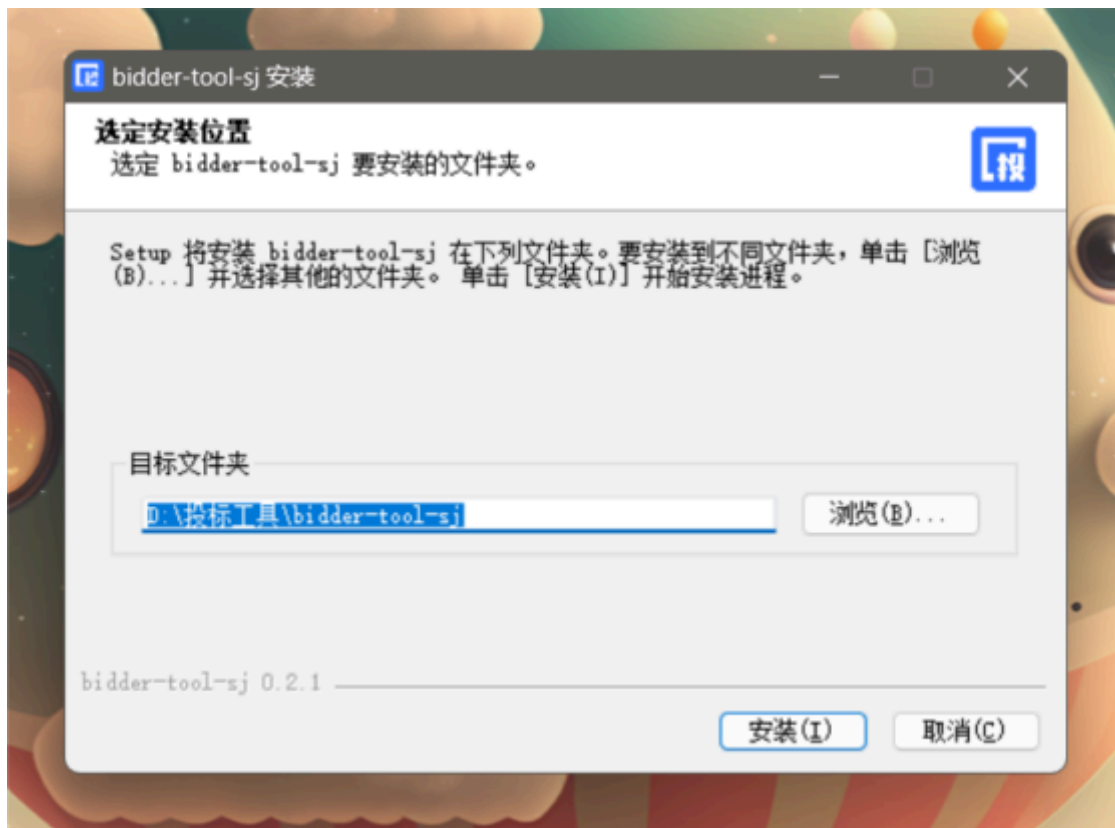 bidder-tool-sj 安装
选定安装位置
选定 bidder-tool-sj 要安装的文件夹。
投
Setup 将安装 bidder-tool-sj 在下列文件夹。要安装到不同文件夹，单击 [浏览
(B)...] 并选择其他的文件夹。 单击 [安装(I)] 开始安装进程。
目标文件夹
D:\投标工具\bidder-tool-sj
浏览(B)...
bidder-tool-sj 0.2.1
安装(I)
取消(C)